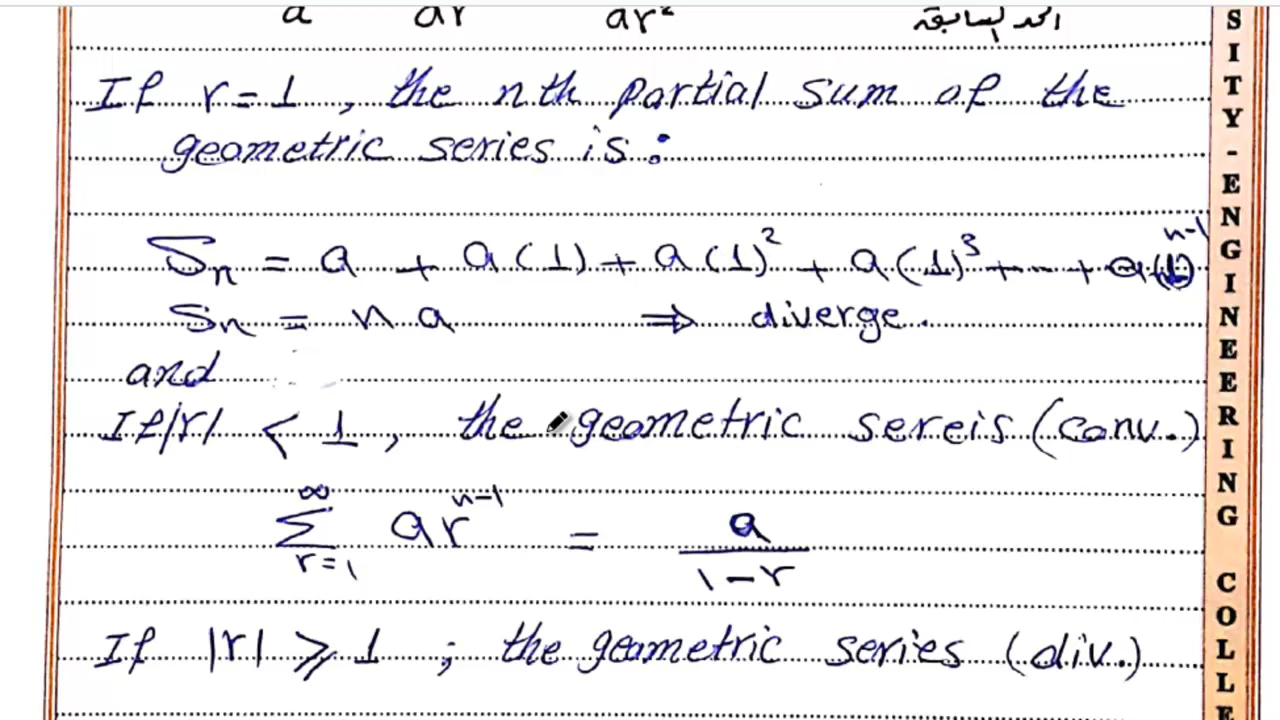 a ar ar² الحد السابقة
If r = 1 , the nth partial sum of the
geometric series is :
Sn = a + a (1) + a (1)² + a (1)³ + ... + a(1)ⁿ⁻¹
Sn = n a ⇒ diverge .
and
If |r| < 1 , the geometric sereis (conv.)
∞
∑ arⁿ⁻¹ = a / 1 - r
r = 1
If |r| ⩾ 1 ; the geometric series (div.)
SITY - ENGINEERING COLLE